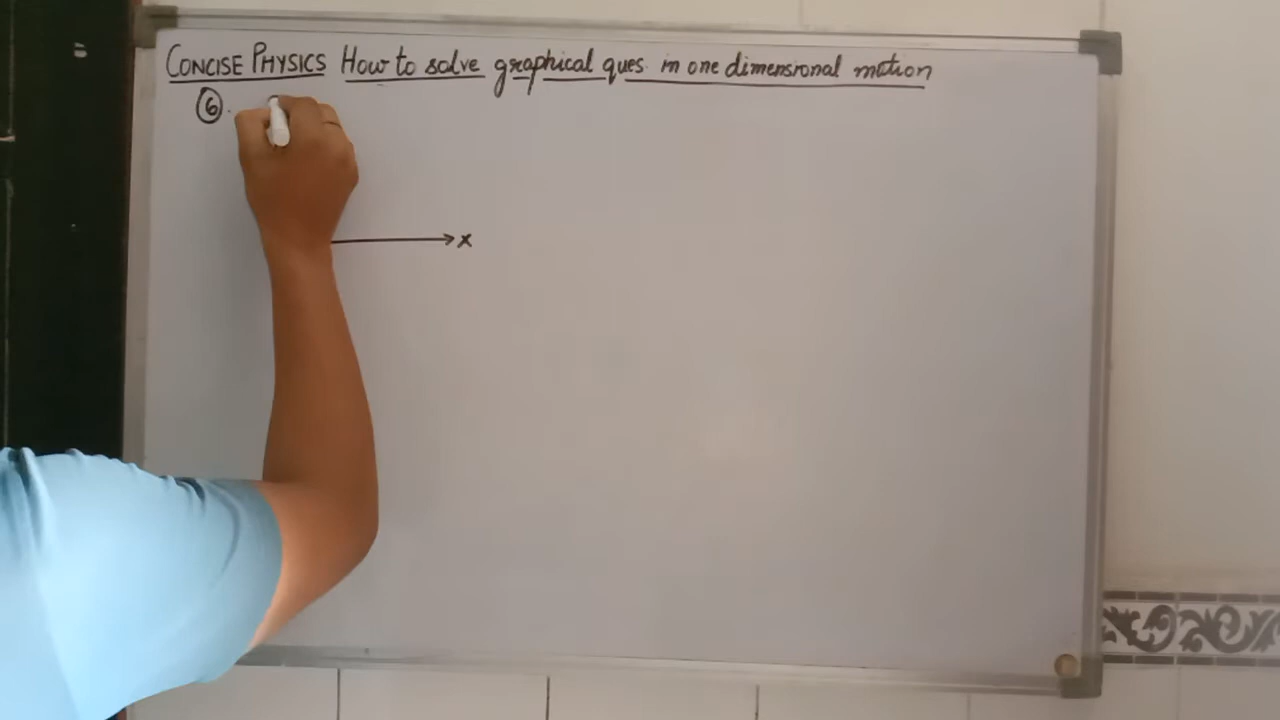 CONCISE PHYSICS How to solve graphical ques. in one dimensional motion
6.
x